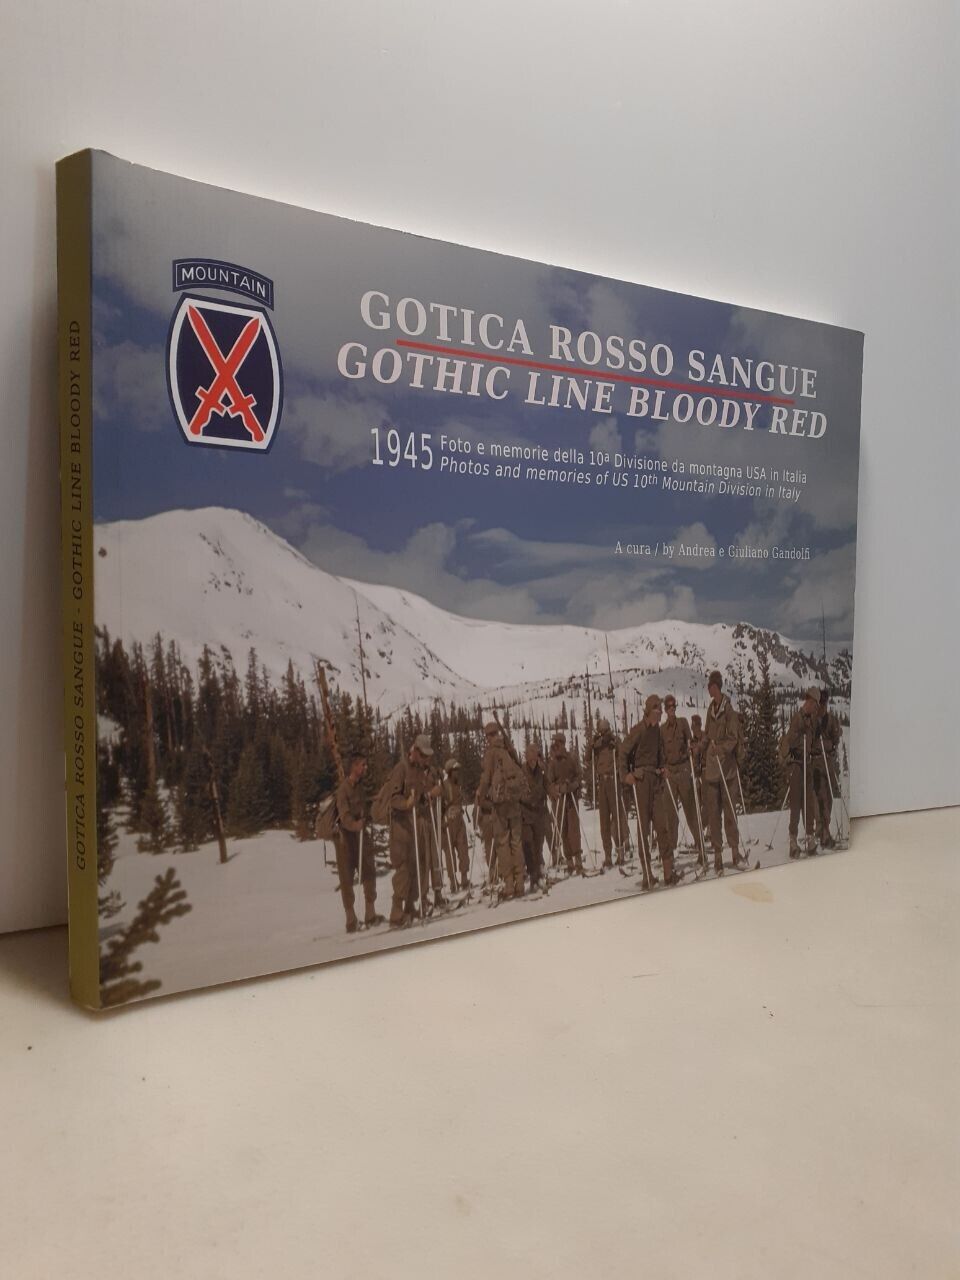 MOUNTAIN
GOTICA ROSSO SANGUE
GOTHIC LINE BLOODY RED
1945 Foto e memorie della 10ª Divisione da montagna USA in Italia
Photos and memories of US 10th Mountain Division in Italy
A cura / by Andrea e Giuliano Gandolfi
GOTICA ROSSO SANGUE - GOTHIC LINE BLOODY RED